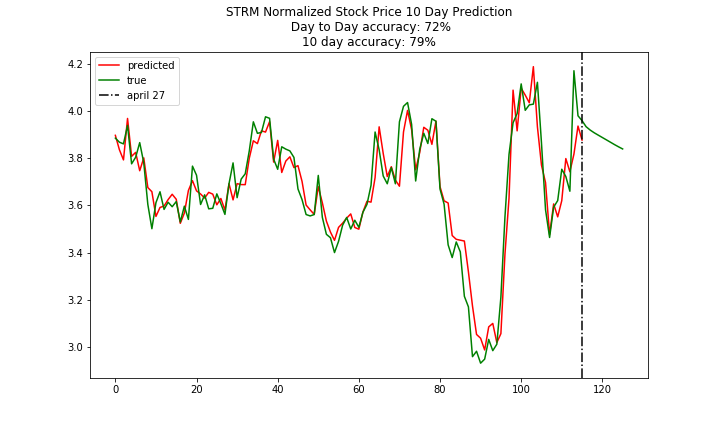 STRM Normalized Stock Price 10 Day Prediction
Day to Day accuracy: 72%
10 day accuracy: 79%
predicted
true
april 27
4.2
4.0
3.8
3.6
3.4
3.2
3.0
0 20 40 60 80 100 120